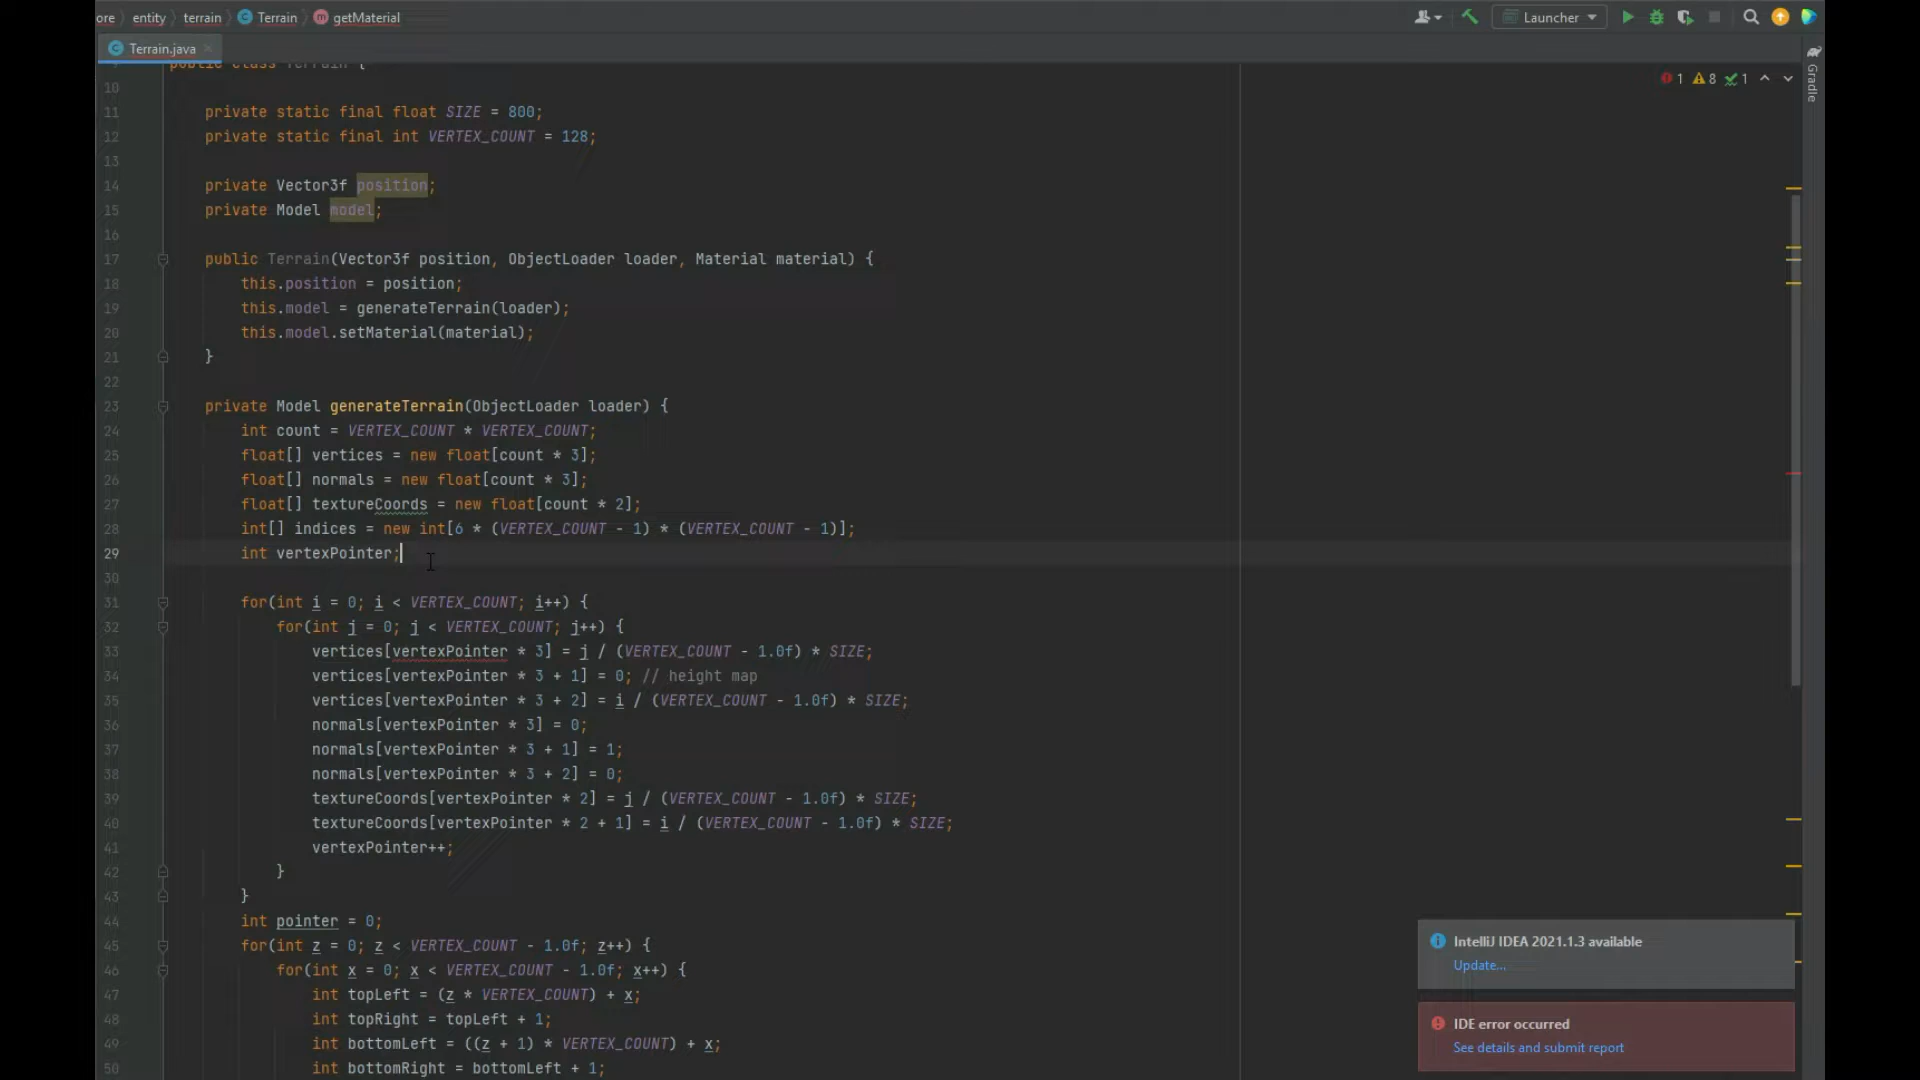 ore > entity > terrain > Terrain > getMaterial
Launcher
Terrain.java
Gradle
1 8 1
public class Terrain {
10
11 private static final float SIZE = 800;
12 private static final int VERTEX_COUNT = 128;
13
14 private Vector3f position;
15 private Model model;
16
17 public Terrain(Vector3f position, ObjectLoader loader, Material material) {
18 this.position = position;
19 this.model = generateTerrain(loader);
20 this.model.setMaterial(material);
21 }
22
23 private Model generateTerrain(ObjectLoader loader) {
24 int count = VERTEX_COUNT * VERTEX_COUNT;
25 float[] vertices = new float[count * 3];
26 float[] normals = new float[count * 3];
27 float[] textureCoords = new float[count * 2];
28 int[] indices = new int[6 * (VERTEX_COUNT - 1) * (VERTEX_COUNT - 1)];
29 int vertexPointer;
30
31 for(int i = 0; i < VERTEX_COUNT; i++) {
32 for(int j = 0; j < VERTEX_COUNT; j++) {
33 vertices[vertexPointer * 3] = j / (VERTEX_COUNT - 1.0f) * SIZE;
34 vertices[vertexPointer * 3 + 1] = 0; // height map
35 vertices[vertexPointer * 3 + 2] = i / (VERTEX_COUNT - 1.0f) * SIZE;
36 normals[vertexPointer * 3] = 0;
37 normals[vertexPointer * 3 + 1] = 1;
38 normals[vertexPointer * 3 + 2] = 0;
39 textureCoords[vertexPointer * 2] = j / (VERTEX_COUNT - 1.0f) * SIZE;
40 textureCoords[vertexPointer * 2 + 1] = i / (VERTEX_COUNT - 1.0f) * SIZE;
41 vertexPointer++;
42 }
43 }
44 int pointer = 0;
45 for(int z = 0; z < VERTEX_COUNT - 1.0f; z++) {
46 for(int x = 0; x < VERTEX_COUNT - 1.0f; x++) {
47 int topLeft = (z * VERTEX_COUNT) + x;
48 int topRight = topLeft + 1;
49 int bottomLeft = ((z + 1) * VERTEX_COUNT) + x;
50 int bottomRight = bottomLeft + 1;
IntelliJ IDEA 2021.1.3 available
Update...
IDE error occurred
See details and submit report